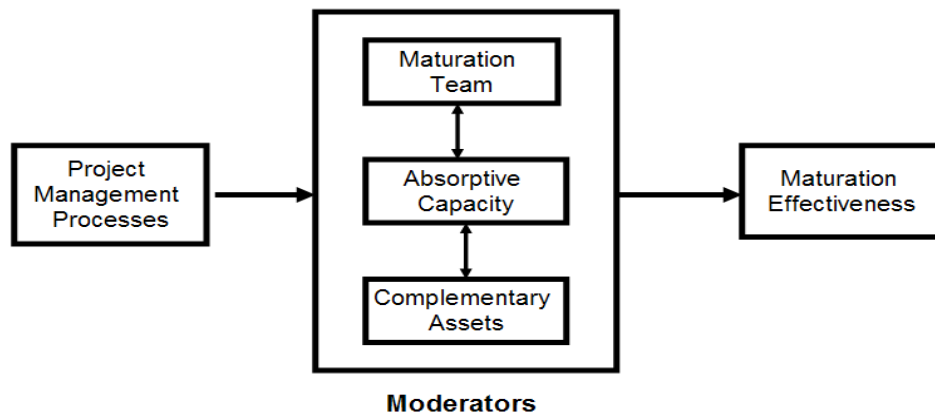 Project
Management
Processes
Maturation
Team
Absorptive
Capacity
Complementary
Assets
Maturation
Effectiveness
Moderators